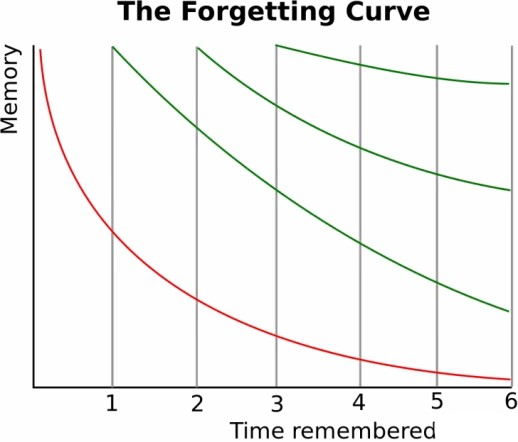 The Forgetting Curve
Memory
1 2 3 4 5 6
Time remembered